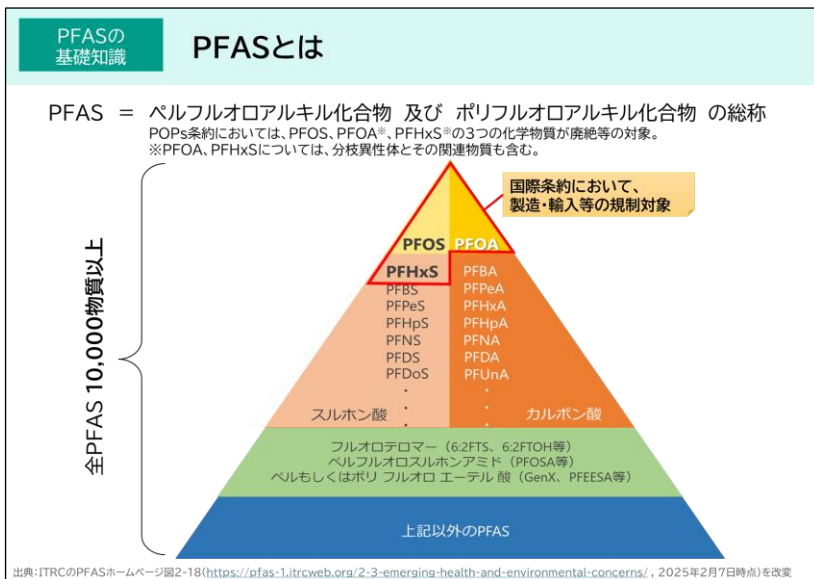 PFASの
基礎知識
PFASとは
PFAS = ペルフルオロアルキル化合物 及び ポリフルオロアルキル化合物 の総称
POPs条約においては、PFOS、PFOA※、PFHxS※の3つの化学物質が廃絶等の対象。
※PFOA、PFHxSについては、分枝異性体とその関連物質も含む。
国際条約において、
製造・輸入等の規制対象
全PFAS 10,000物質以上
PFOS PFOA
PFHxS PFBA
PFBS PFPeA
PFPeS PFHxA
PFHpS PFHpA
PFNS PFNA
PFDS PFDA
PFDoS PFUnA
スルホン酸 カルボン酸
フルオロテロマー(6:2FTS、6:2FTOH等)
ペルフルオロスルホンアミド(PFOSA等)
ペルもしくはポリ フルオロ エーテル 酸(GenX、PFEESA等)
上記以外のPFAS
出典:ITRCのPFASホームページ図2-18(https://pfas-1.itrcweb.org/2-3-emerging-health-and-environmental-concerns/ , 2025年2月7日時点)を改変